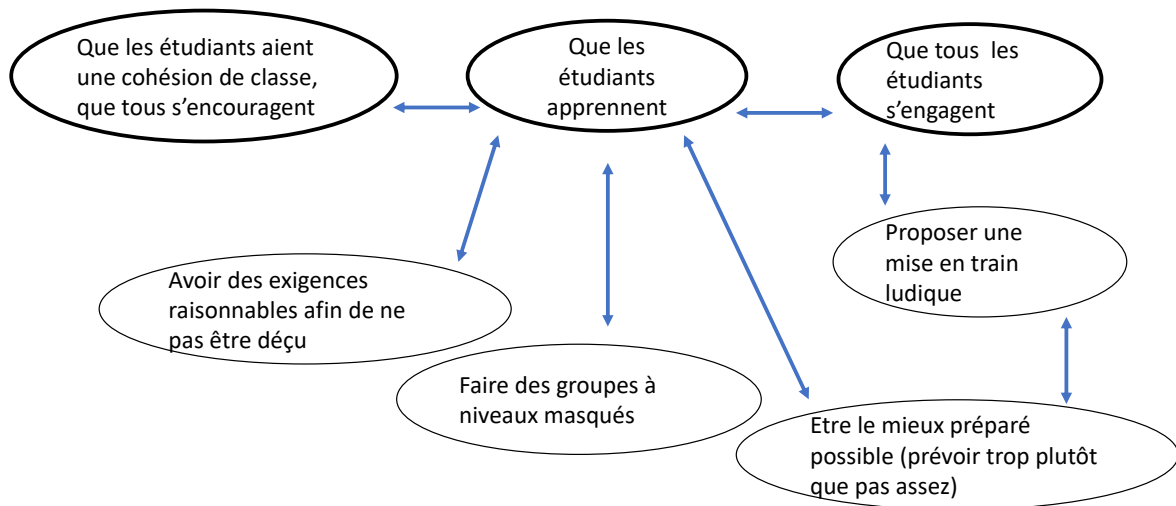 Que les étudiants aient
une cohésion de classe,
que tous s’encouragent
Que les
étudiants
apprennent
Que tous les
étudiants
s’engagent
Proposer une
mise en train
ludique
Avoir des exigences
raisonnables afin de ne
pas être déçu
Faire des groupes à
niveaux masqués
Etre le mieux préparé
possible (prévoir trop plutôt
que pas assez)